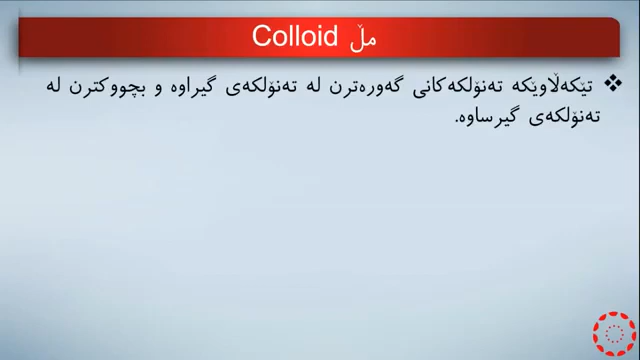 مڵ Colloid
❖ تێکەڵاوێکە تەنۆلکەکانی گەورەترن لە تەنۆلکەی گیراوە و بچووکترن لە
تەنۆلکەی گیرساوە.